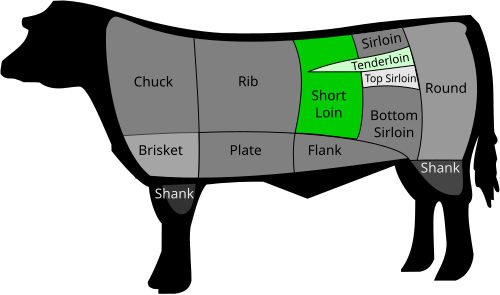 Sirloin
Tenderloin
Top Sirloin
Chuck
Rib
Short
Loin
Round
Bottom
Sirloin
Brisket
Plate
Flank
Shank
Shank